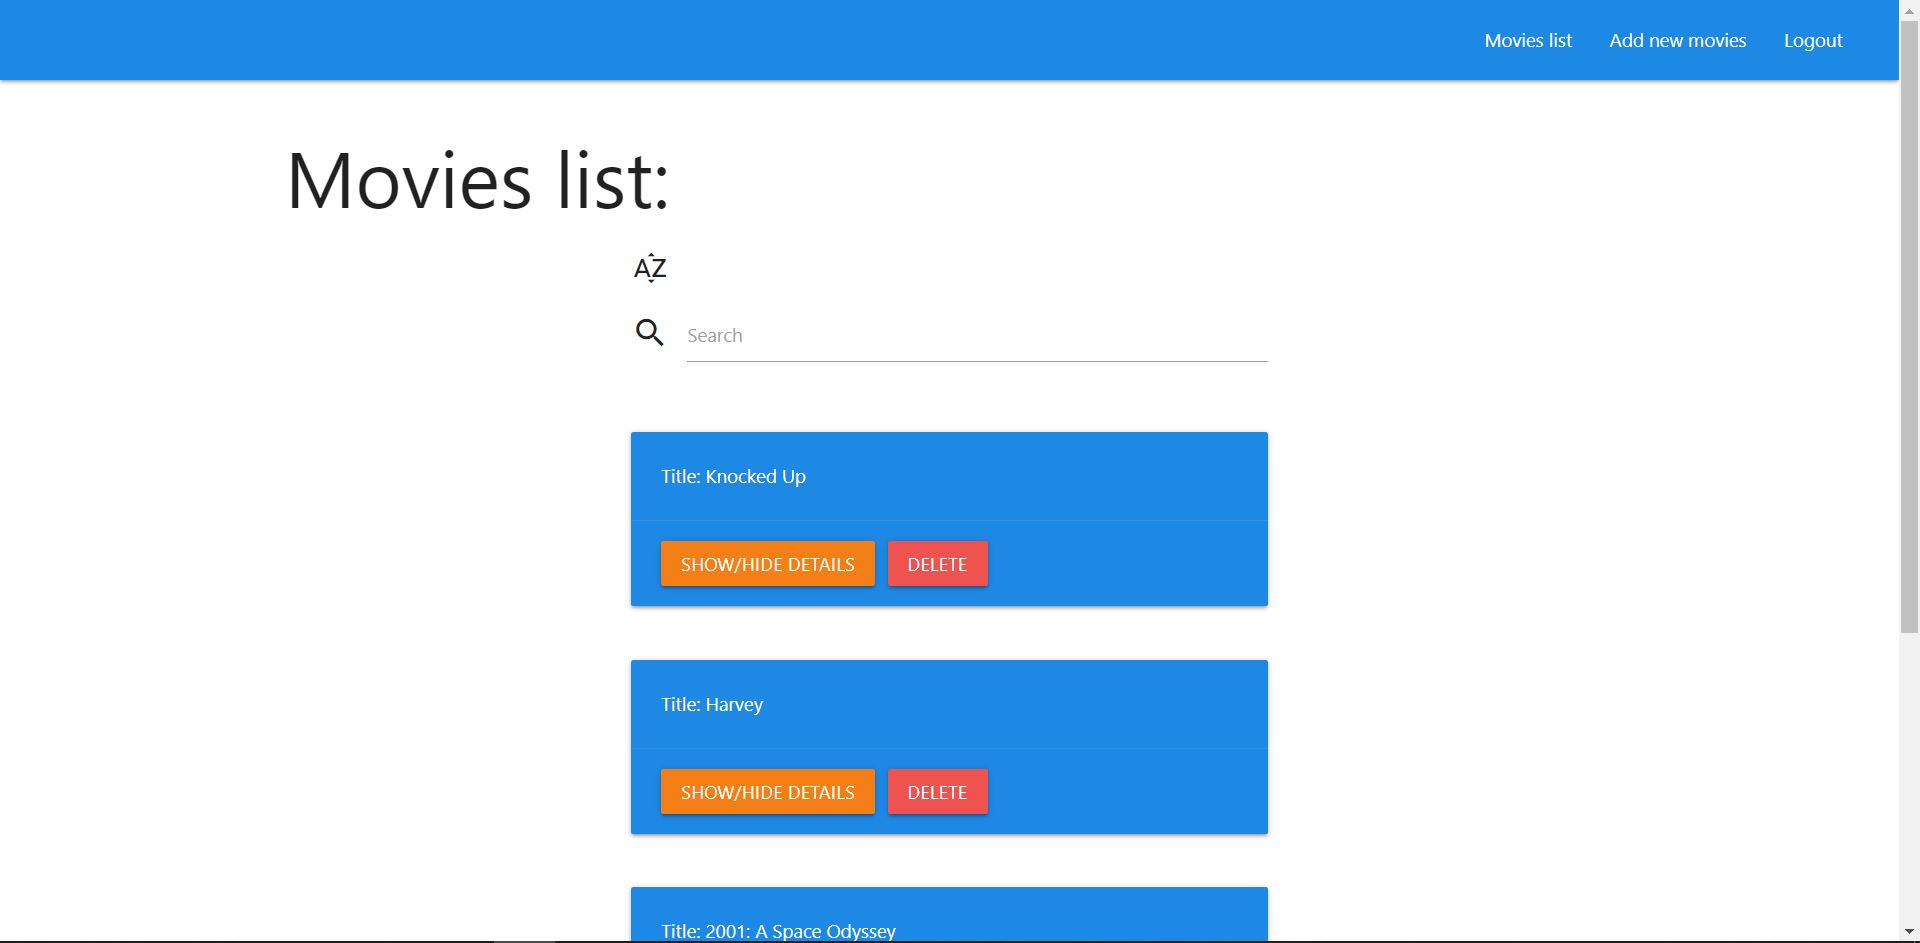 Movies list Add new movies Logout
Movies list:
AZ
Search
Title: Knocked Up
SHOW/HIDE DETAILS DELETE
Title: Harvey
SHOW/HIDE DETAILS DELETE
Title: 2001: A Space Odyssey